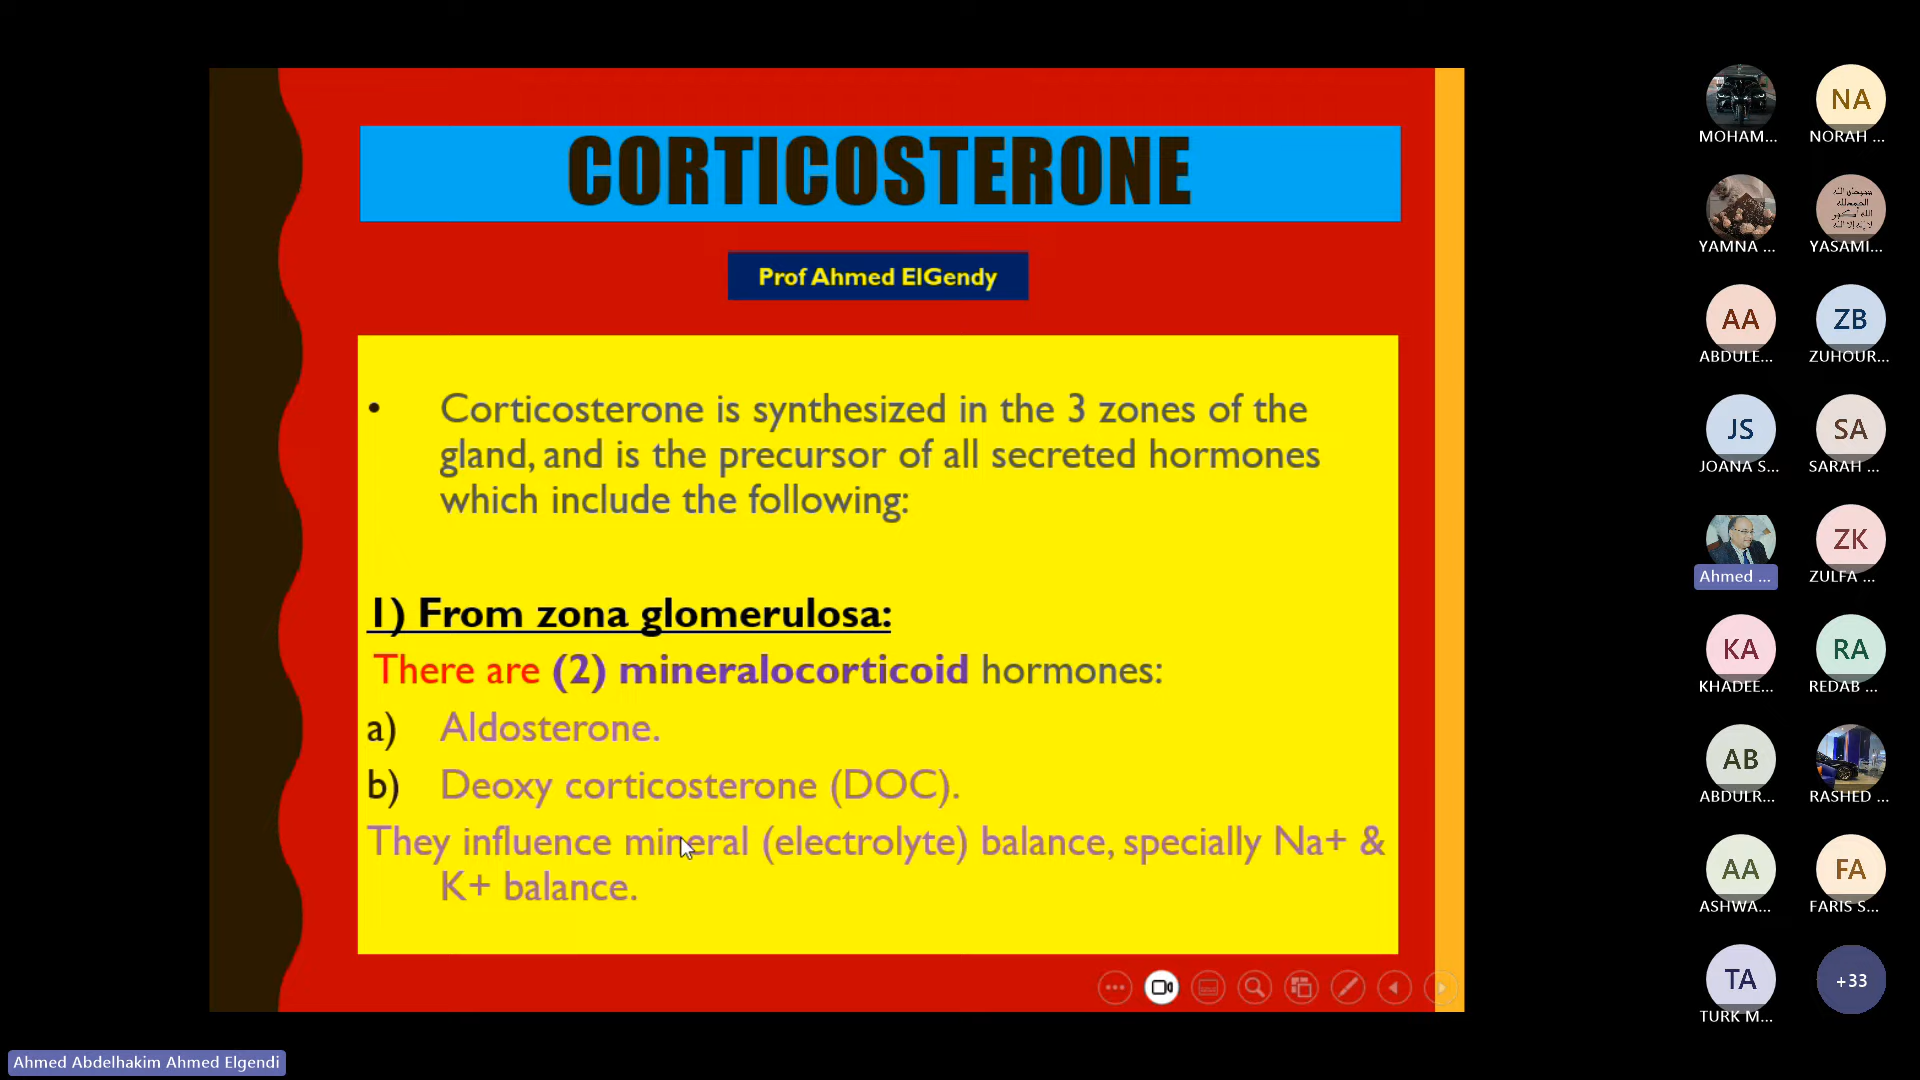 CORTICOSTERONE
Prof Ahmed ElGendy
• Corticosterone is synthesized in the 3 zones of the
gland, and is the precursor of all secreted hormones
which include the following:
1) From zona glomerulosa:
There are (2) mineralocorticoid hormones:
a) Aldosterone.
b) Deoxy corticosterone (DOC).
They influence mineral (electrolyte) balance, specially Na+ &
K+ balance.
NA
MOHAM...
NORAH ...
YAMNA ...
YASAMI...
AA
ZB
ABDULE...
ZUHOUR...
JS
SA
JOANA S...
SARAH ...
ZK
Ahmed ...
ZULFA ...
KA
RA
KHADEE...
REDAB ...
AB
ABDULR...
RASHED ...
AA
FA
ASHWA...
FARIS S...
TA
+33
TURK M...
Ahmed Abdelhakim Ahmed Elgendi